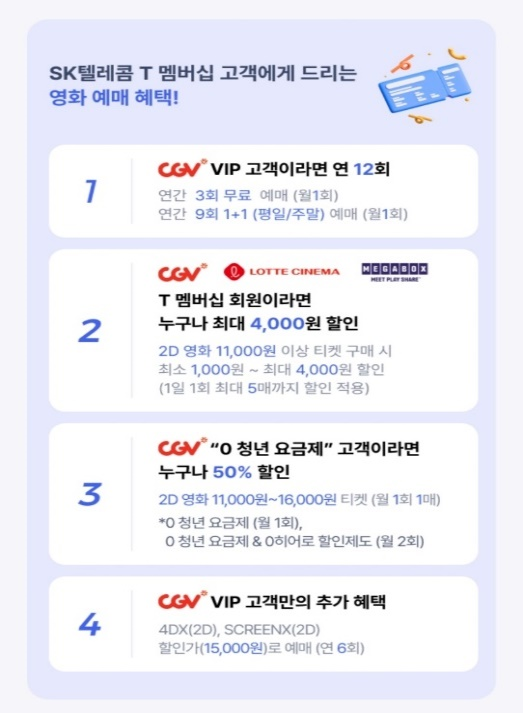 SK텔레콤 T 멤버십 고객에게 드리는
영화 예매 혜택!
1
CGV VIP 고객이라면 연 12회
연간 3회 무료 예매 (월1회)
연간 9회 1+1 (평일/주말) 예매 (월1회)
2
CGV LOTTE CINEMA MEGABOX
MEET PLAY SHARE
T 멤버십 회원이라면
누구나 최대 4,000원 할인
2D 영화 11,000원 이상 티켓 구매 시
최소 1,000원 ~ 최대 4,000원 할인
(1일 1회 최대 5매까지 할인 적용)
3
CGV “0 청년 요금제” 고객이라면
누구나 50% 할인
2D 영화 11,000원~16,000원 티켓 (월 1회 1매)
*0 청년 요금제 (월 1회),
0 청년 요금제 & 0히어로 할인제도 (월 2회)
4
CGV VIP 고객만의 추가 혜택
4DX(2D), SCREENX(2D)
할인가(15,000원)로 예매 (연 6회)